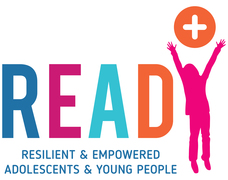 READY
RESILIENT & EMPOWERED
ADOLESCENTS & YOUNG PEOPLE